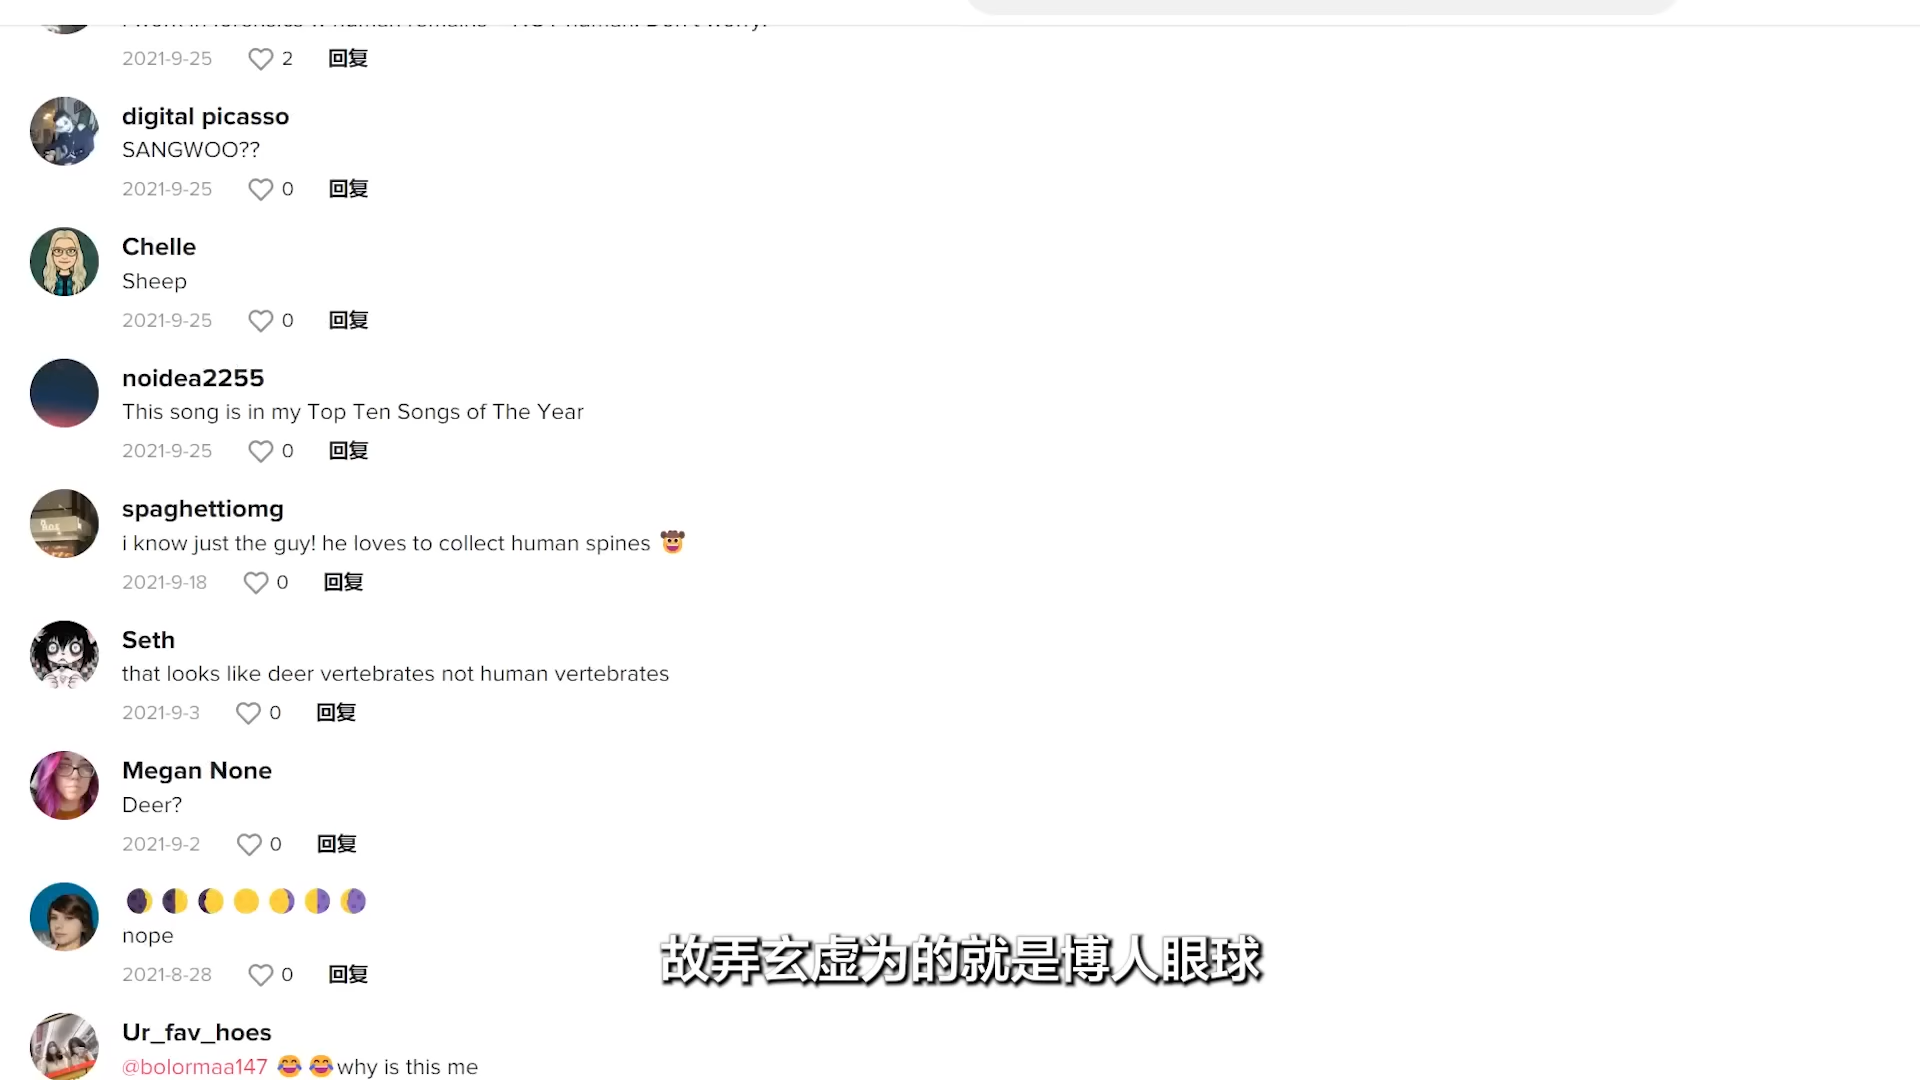 2021-9-25 2 回复
digital picasso
SANGWOO??
2021-9-25 0 回复
Chelle
Sheep
2021-9-25 0 回复
noidea2255
This song is in my Top Ten Songs of The Year
2021-9-25 0 回复
spaghettiomg
i know just the guy! he loves to collect human spines 🤠
2021-9-18 0 回复
Seth
that looks like deer vertebrates not human vertebrates
2021-9-3 0 回复
Megan None
Deer?
2021-9-2 0 回复
🌒🌓🌔🌕🌖🌗🌘
nope
2021-8-28 0 回复
故弄玄虚为的就是博人眼球
Ur_fav_hoes
@bolormaa147 😂😂why is this me